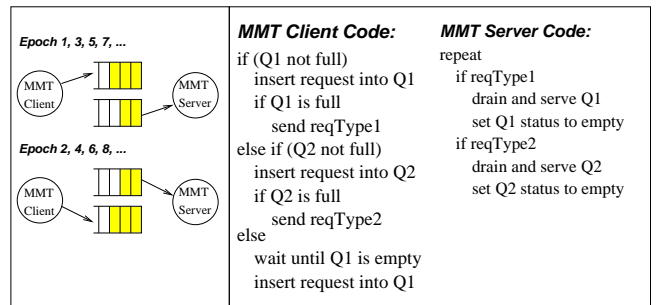 Epoch 1, 3, 5, 7, ...
MMT
Client
MMT
Server
Epoch 2, 4, 6, 8, ...
MMT
Client
MMT
Server
MMT Client Code:
if (Q1 not full)
insert request into Q1
if Q1 is full
send reqType1
else if (Q2 not full)
insert request into Q2
if Q2 is full
send reqType2
else
wait until Q1 is empty
insert request into Q1
MMT Server Code:
repeat
if reqType1
drain and serve Q1
set Q1 status to empty
if reqType2
drain and serve Q2
set Q2 status to empty